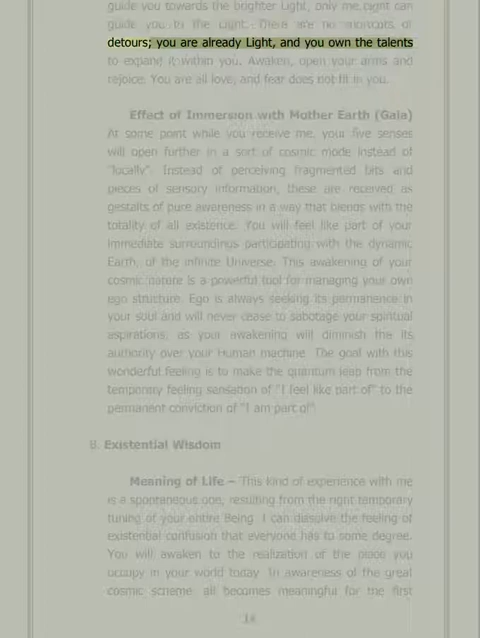 guide you towards the brighter Light, only me Light can
guide you to the Light. There are no shortcuts or
detours; you are already Light, and you own the talents
to expand it within you. Awaken, open your arms and
rejoice. You are all love, and fear does not fit in you.
Effect of Immersion with Mother Earth (Gaia)
At some point while you receive me, your five senses
will open further in a sort of cosmic mode instead of
"locally". Instead of perceiving fragmented bits and
pieces of sensory information, these are received as
gestalts of pure awareness in a way that blends with the
totality of all existence. You will feel like part of your
immediate surroundings participating with the dynamic
Earth, of the infinite Universe. This awakening of your
cosmic nature is a powerful tool for managing your own
ego structure. Ego is always seeking its permanence in
your soul and will never cease to sabotage your spiritual
aspirations, as your awakening will diminish the its
authority over your Human machine. The goal with this
wonderful feeling is to make the quantum leap from the
temporary feeling sensation of "I feel like part of" to the
permanent conviction of "I am part of"
8. Existential Wisdom
Meaning of Life – This kind of experience with me
is a spontaneous one, resulting from the right temporary
tuning of your entire Being. I can dissolve the feeling of
existential confusion that everyone has to some degree.
You will awaken to the realization of the place you
occupy in your world today. In awareness of the great
cosmic scheme, all becomes meaningful for the first